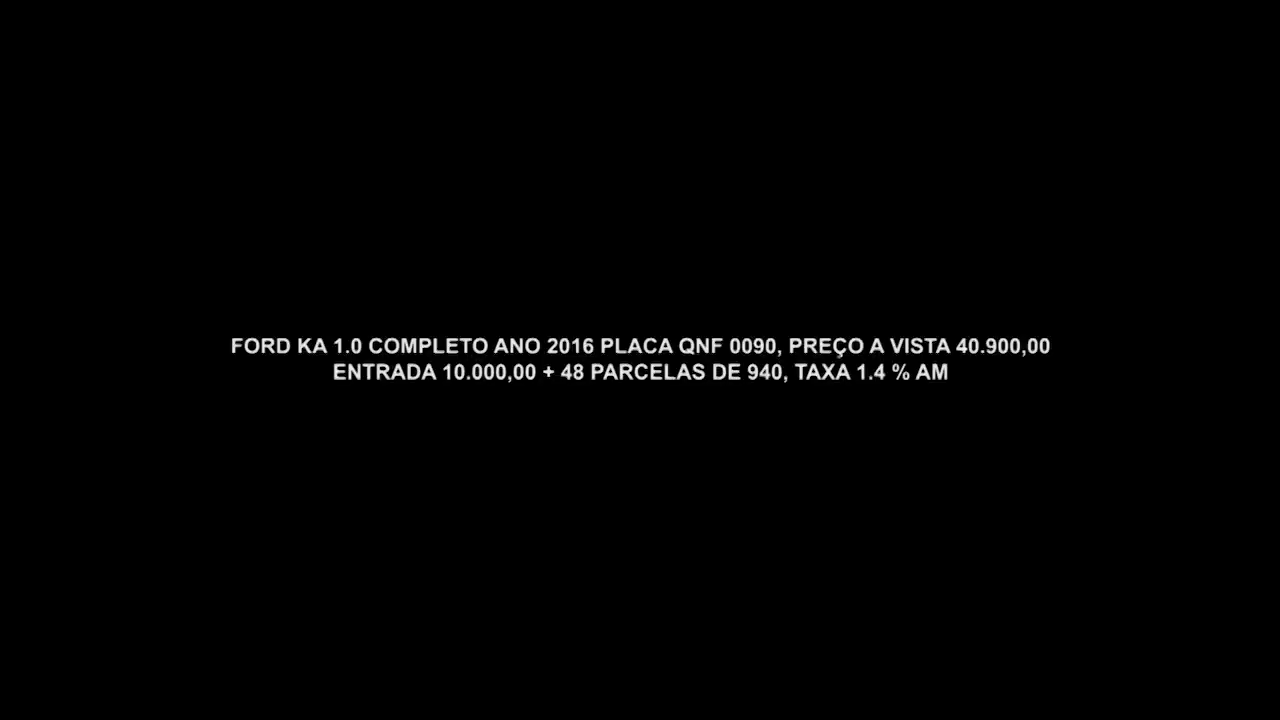 FORD KA 1.0 COMPLETO ANO 2016 PLACA QNF 0090, PREÇO A VISTA 40.900,00
ENTRADA 10.000,00 + 48 PARCELAS DE 940, TAXA 1.4 % AM